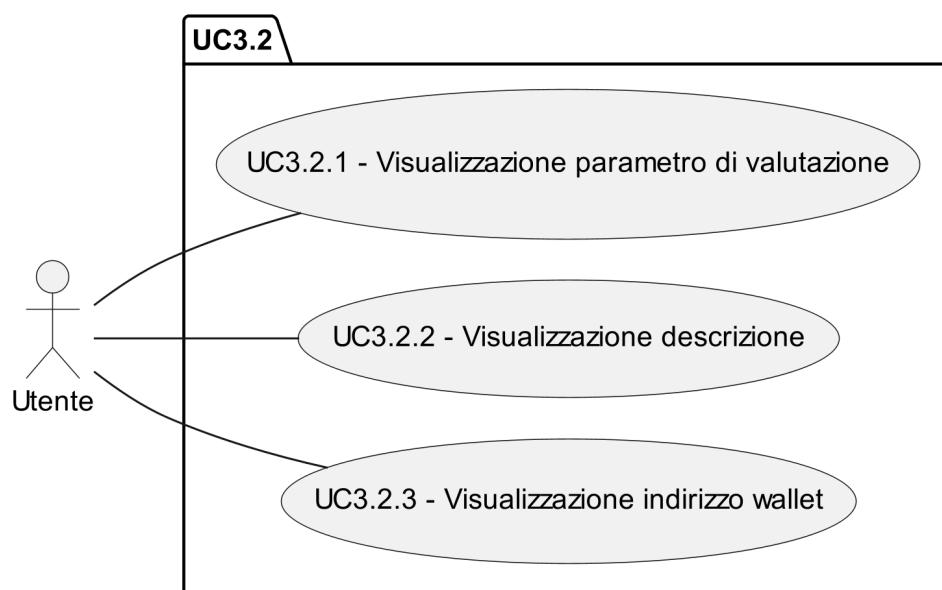 UC3.2
UC3.2.1 - Visualizzazione parametro di valutazione
UC3.2.2 - Visualizzazione descrizione
Utente
UC3.2.3 - Visualizzazione indirizzo wallet